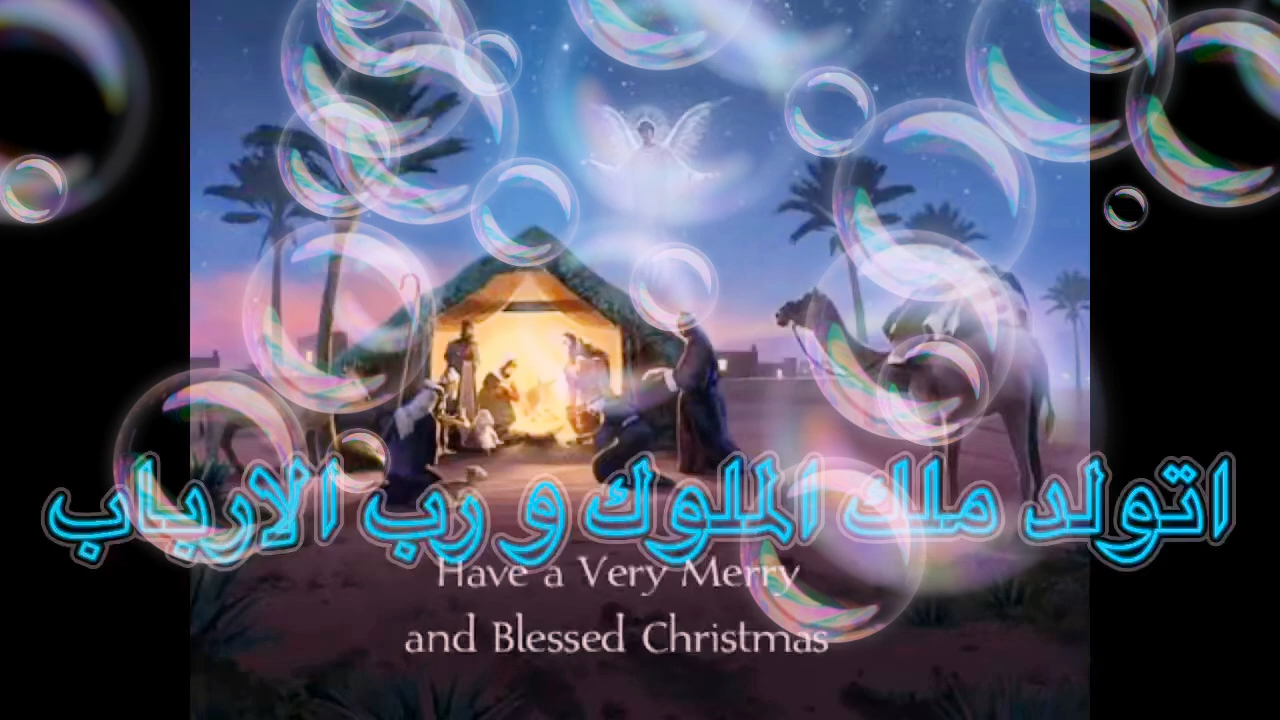 اتولد ملك الملوك و رب الارباب
Have a Very Merry
and Blessed Christmas